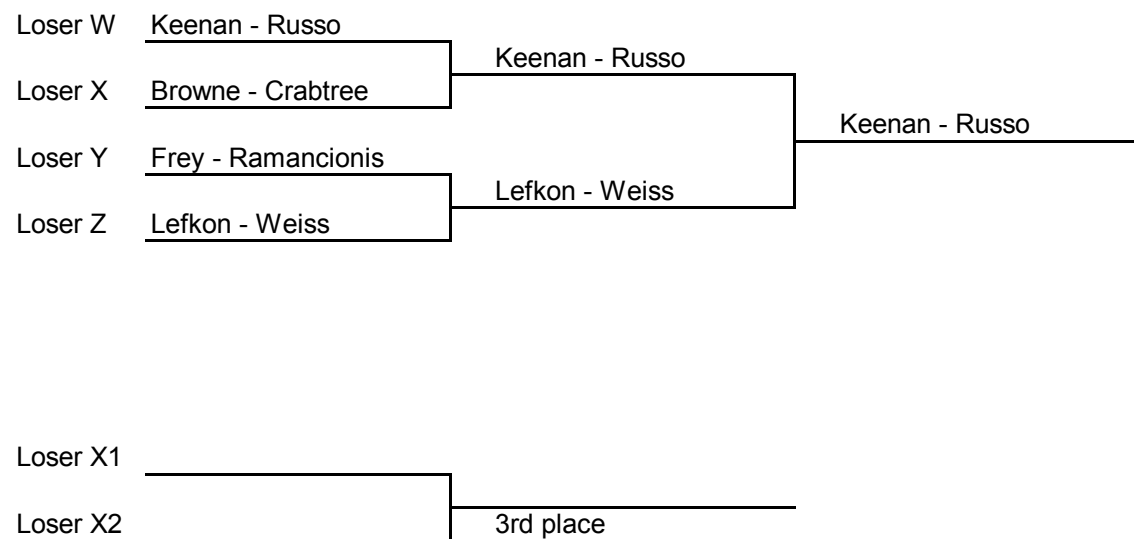 Loser W Keenan - Russo
Keenan - Russo
Loser X Browne - Crabtree
Keenan - Russo
Loser Y Frey - Ramancionis
Lefkon - Weiss
Loser Z Lefkon - Weiss
Loser X1
Loser X2 3rd place